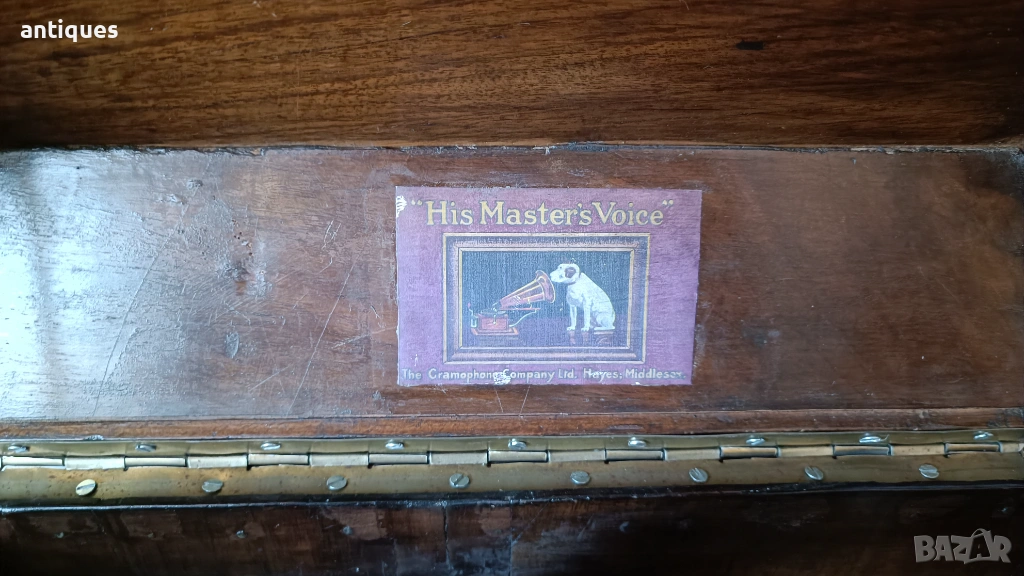 antiques
"His Master's Voice"
The Gramophone Company Ltd. Hayes, Middlesex.
BAZAR